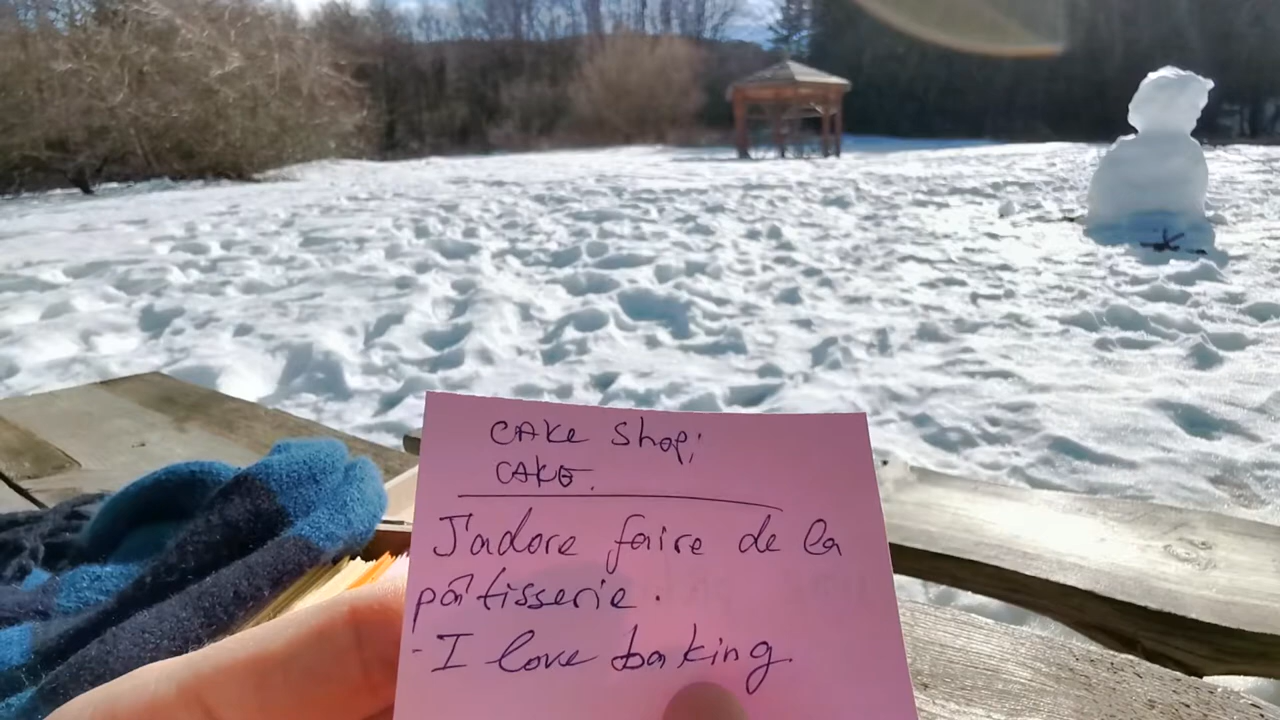 CAKe Shop;
CAKE.
J'adore faire de la
pâtisserie.
- I love baking.